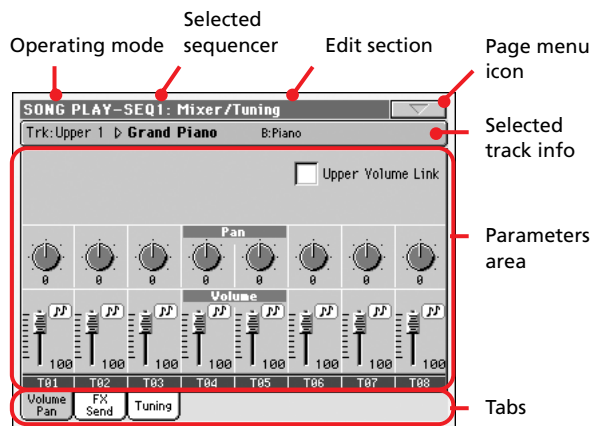 Operating mode
Selected
sequencer
Edit section
Page menu
icon
SONG PLAY-SEQ1: Mixer/Tuning
Trk:Upper 1 ▷ Grand Piano B:Piano
Selected
track info
Upper Volume Link
Pan
0 0 0 0 0 0 0 0
Parameters
area
Volume
100 100 100 100 100 100 100 100
T01 T02 T03 T04 T05 T06 T07 T08
Volume
Pan
FX
Send
Tuning
Tabs